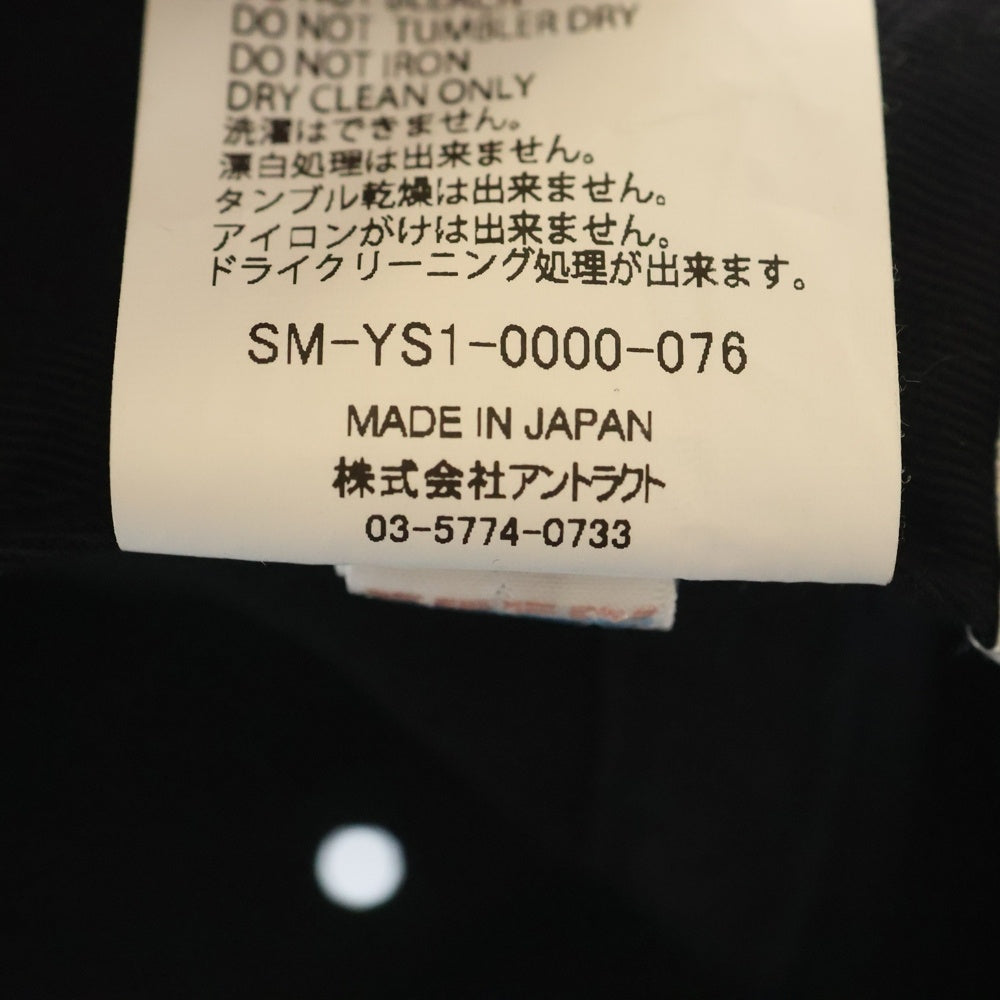 DO NOT BLEACH
DO NOT TUMBLER DRY
DO NOT IRON
DRY CLEAN ONLY
洗濯はできません。
漂白処理は出来ません。
タンブル乾燥は出来ません。
アイロンがけは出来ません。
ドライクリーニング処理が出来ます。
SM-YS1-0000-076
MADE IN JAPAN
株式会社アントラクト
03-5774-0733